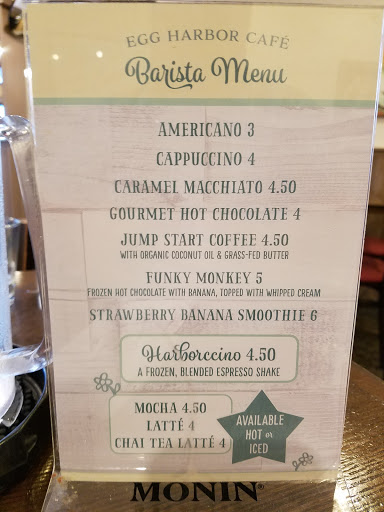 EGG HARBOR CAFÉ
Barista Menu
AMERICANO 3
CAPPUCCINO 4
CARAMEL MACCHIATO 4.50
GOURMET HOT CHOCOLATE 4
JUMP START COFFEE 4.50
WITH ORGANIC COCONUT OIL & GRASS-FED BUTTER
FUNKY MONKEY 5
FROZEN HOT CHOCOLATE WITH BANANA, TOPPED WITH WHIPPED CREAM
STRAWBERRY BANANA SMOOTHIE 6
Harborccino 4.50
A FROZEN, BLENDED ESPRESSO SHAKE
MOCHA 4.50
LATTÉ 4
CHAI TEA LATTÉ 4
AVAILABLE
HOT or
ICED
MONIN®